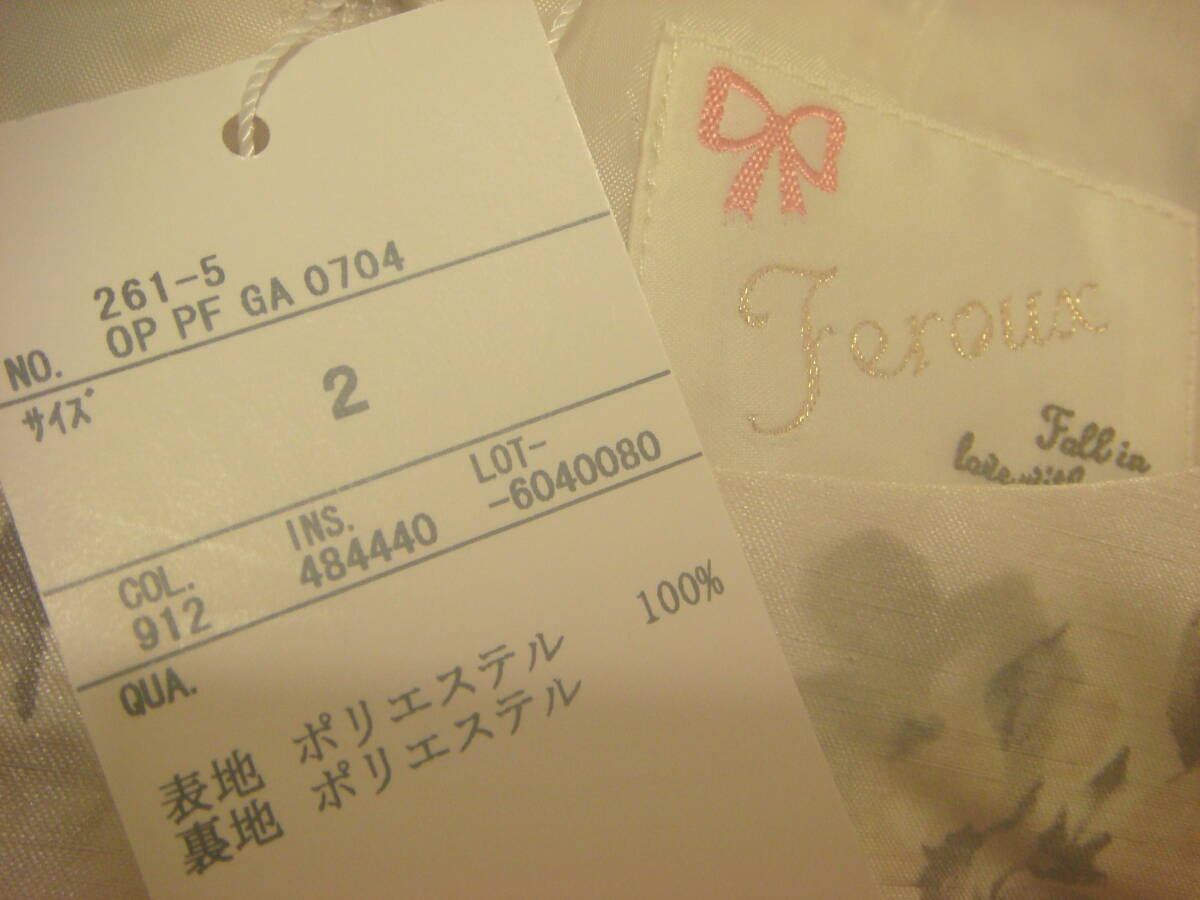 261-5
NO. OP PF GA 0704
サイズ 2
COL. INS. LOT-
912 484440 -6040080
QUA.
表地 ポリエステル 100%
裏地 ポリエステル
Feroux
Fall in
love with